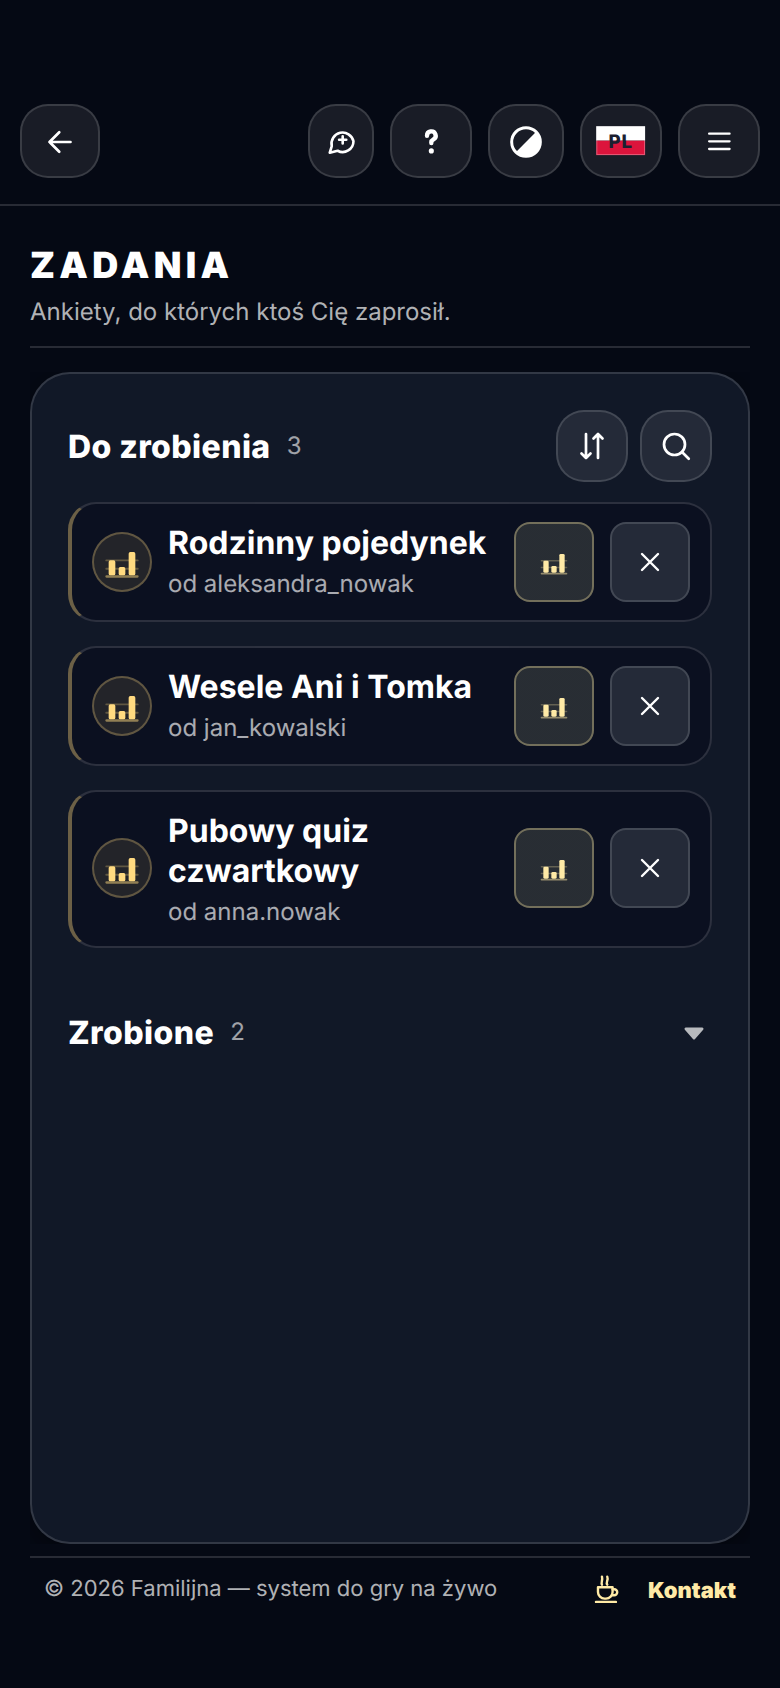 ?
PL
ZADANIA
Ankiety, do których ktoś Cię zaprosił.
Do zrobienia 3
Rodzinny pojedynek
od aleksandra_nowak
Wesele Ani i Tomka
od jan_kowalski
Pubowy quiz
czwartkowy
od anna.nowak
Zrobione 2
© 2026 Familijna — system do gry na żywo
Kontakt